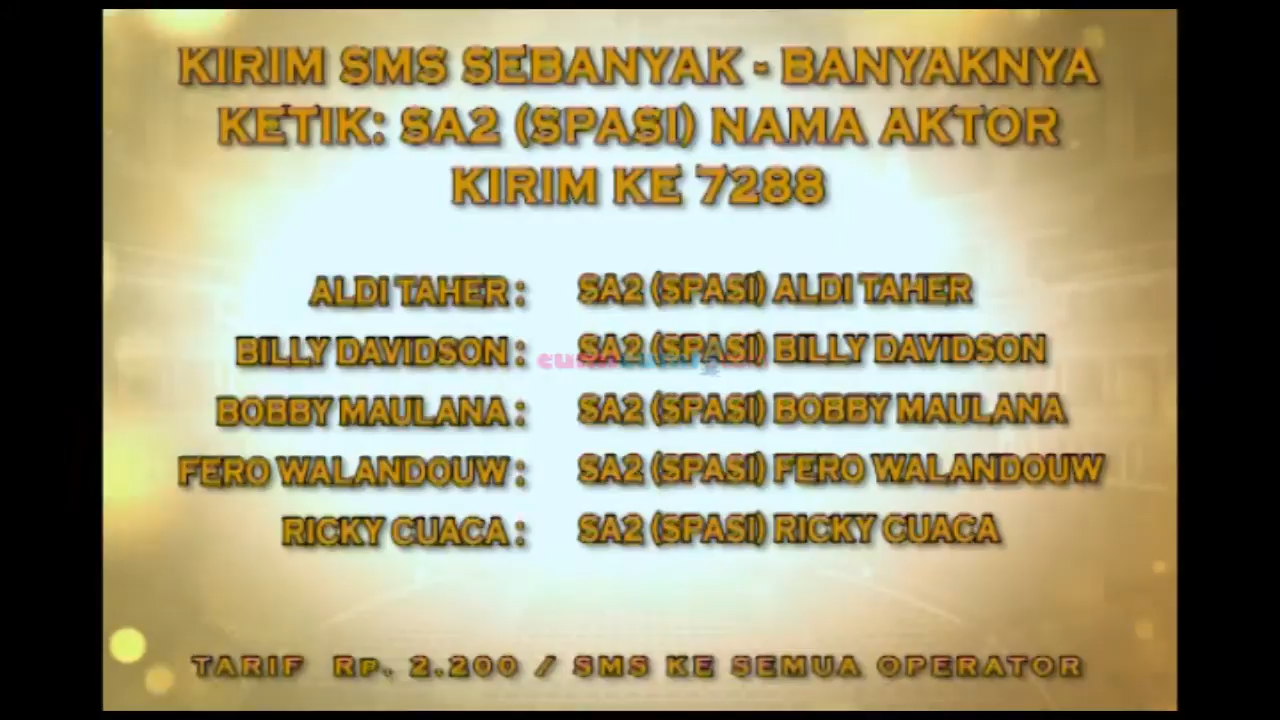 KIRIM SMS SEBANYAK - BANYAKNYA
KETIK: SA2 (SPASI) NAMA AKTOR
KIRIM KE 7288
ALDI TAHER : SA2 (SPASI) ALDI TAHER
BILLY DAVIDSON : SA2 (SPASI) BILLY DAVIDSON
BOBBY MAULANA : SA2 (SPASI) BOBBY MAULANA
FERO WALANDOUW : SA2 (SPASI) FERO WALANDOUW
RICKY CUACA : SA2 (SPASI) RICKY CUACA
TARIF Rp. 2.200 / SMS KE SEMUA OPERATOR